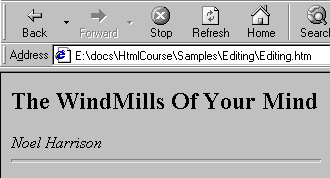 Back Forward Stop Refresh Home
Address E:\docs\HtmlCourse\Samples\Editing\Editing.htm
The WindMills Of Your Mind
Noel Harrison